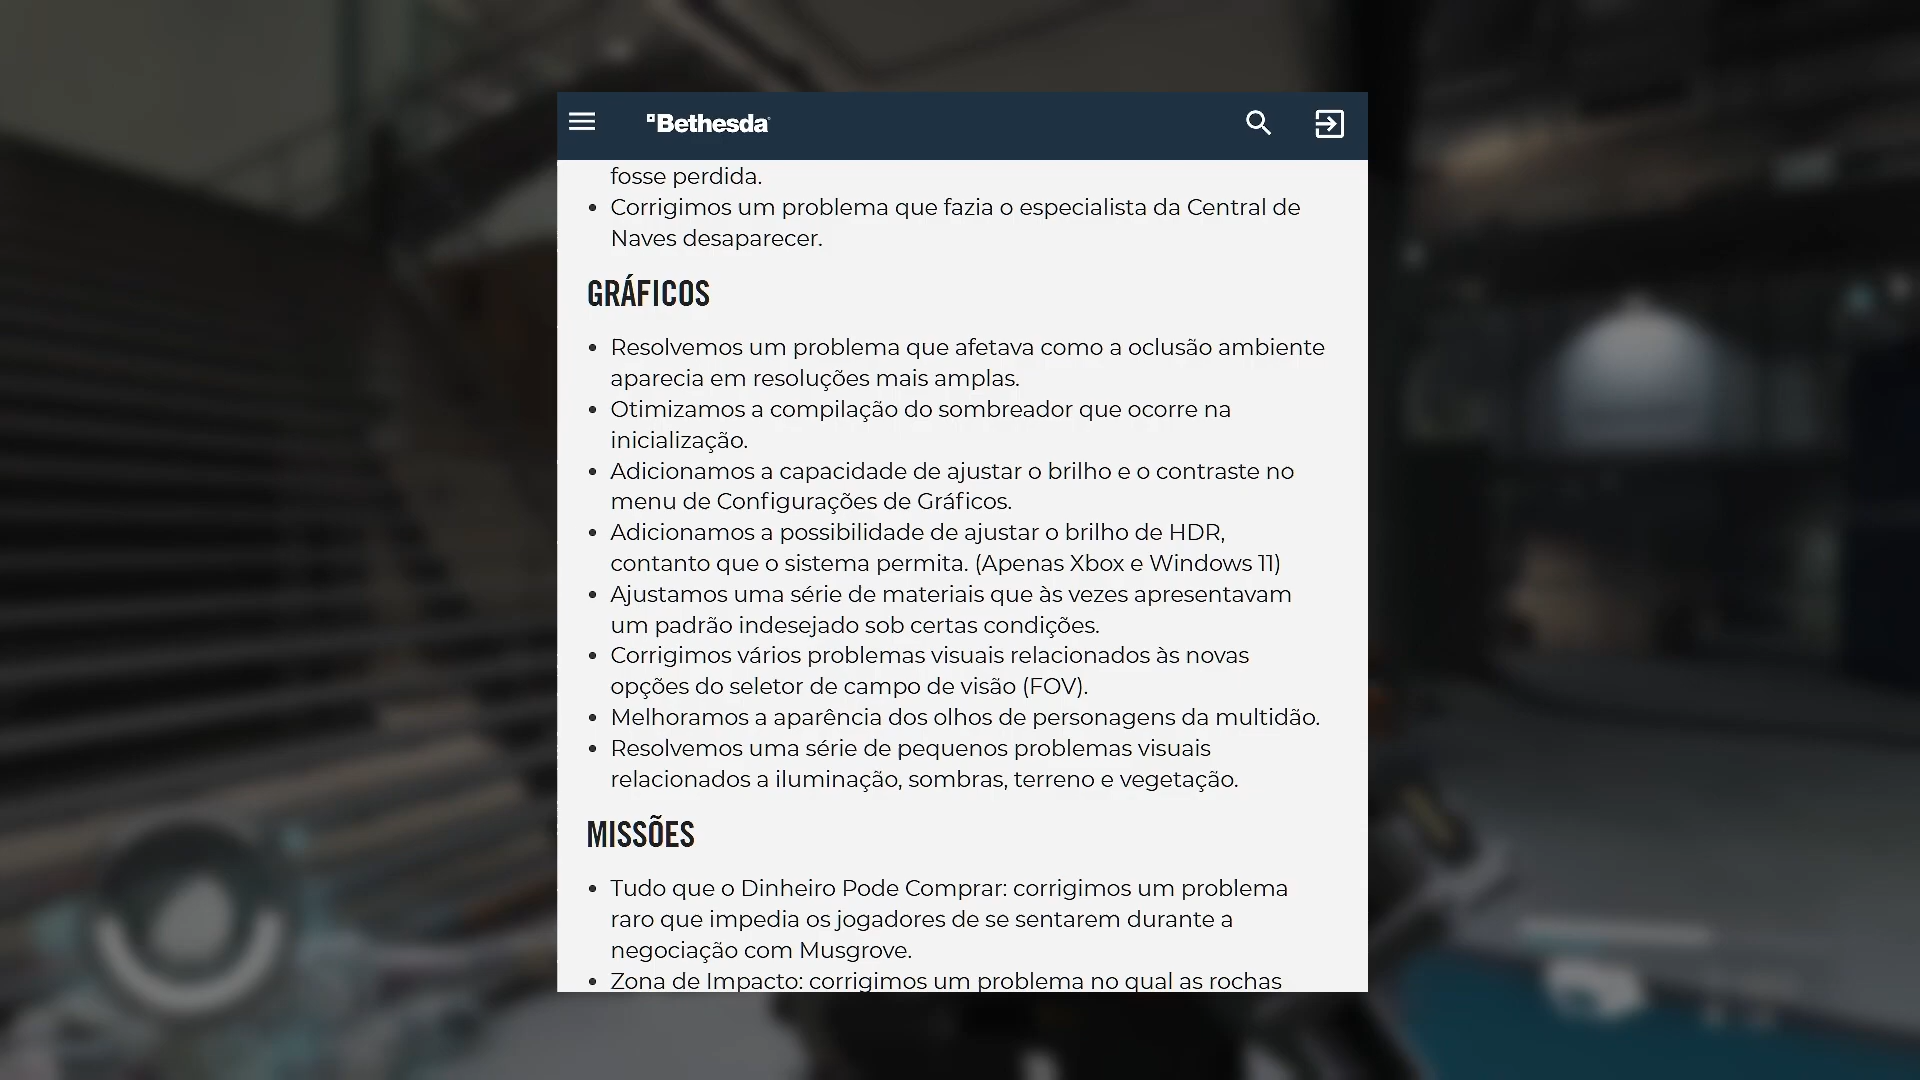 Bethesda
fosse perdida.
• Corrigimos um problema que fazia o especialista da Central de
Naves desaparecer.
GRÁFICOS
• Resolvemos um problema que afetava como a oclusão ambiente
aparecia em resoluções mais amplas.
• Otimizamos a compilação do sombreador que ocorre na
inicialização.
• Adicionamos a capacidade de ajustar o brilho e o contraste no
menu de Configurações de Gráficos.
• Adicionamos a possibilidade de ajustar o brilho de HDR,
contanto que o sistema permita. (Apenas Xbox e Windows 11)
• Ajustamos uma série de materiais que às vezes apresentavam
um padrão indesejado sob certas condições.
• Corrigimos vários problemas visuais relacionados às novas
opções do seletor de campo de visão (FOV).
• Melhoramos a aparência dos olhos de personagens da multidão.
• Resolvemos uma série de pequenos problemas visuais
relacionados a iluminação, sombras, terreno e vegetação.
MISSÕES
• Tudo que o Dinheiro Pode Comprar: corrigimos um problema
raro que impedia os jogadores de se sentarem durante a
negociação com Musgrove.
• Zona de Impacto: corrigimos um problema no qual as rochas